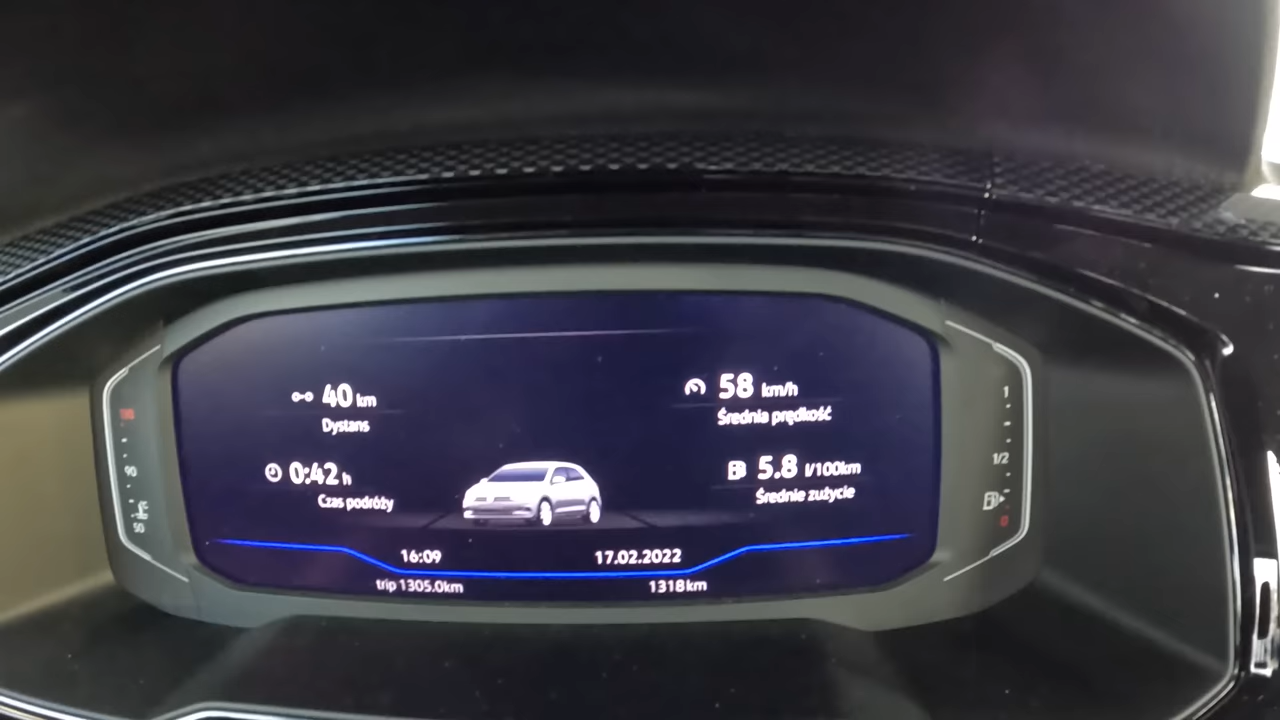 40 km
Dystans
0:42 h
Czas podróży
58 km/h
Średnia prędkość
5.8 l/100km
Średnie zużycie
16:09
17.02.2022
trip 1305.0km
1318km
90
50
1
1/2
0